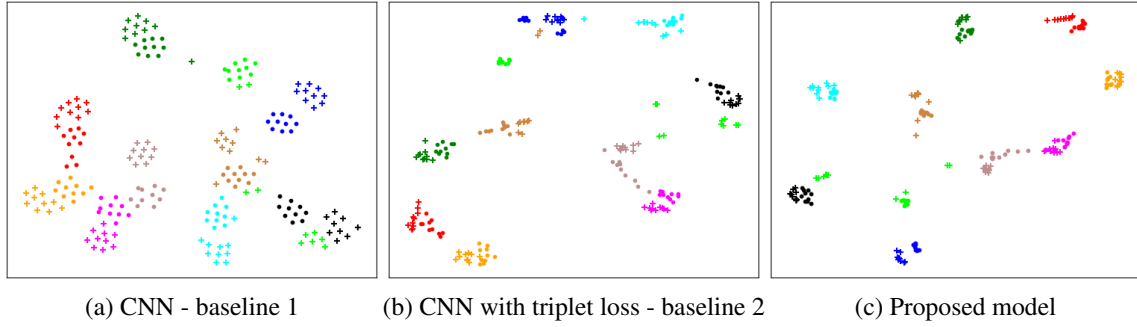 (a) CNN - baseline 1
(b) CNN with triplet loss - baseline 2
(c) Proposed model